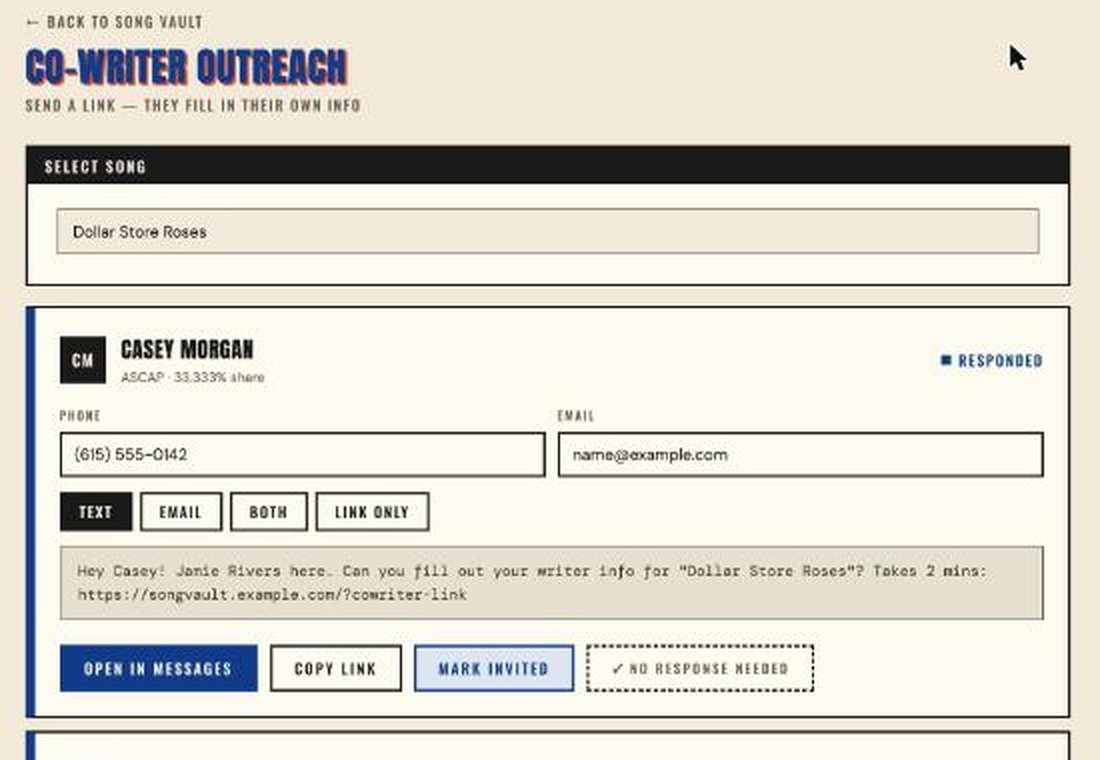 ← BACK TO SONG VAULT
CO-WRITER OUTREACH
SEND A LINK — THEY FILL IN THEIR OWN INFO
SELECT SONG
Dollar Store Roses
CM
CASEY MORGAN
ASCAP · 33.333% share
RESPONDED
PHONE
EMAIL
(615) 555-0142
name@example.com
TEXT
EMAIL
BOTH
LINK ONLY
Hey Casey! Jamie Rivers here. Can you fill out your writer info for "Dollar Store Roses"? Takes 2 mins:
https://songvault.example.com/?cowriter-link
OPEN IN MESSAGES
COPY LINK
MARK INVITED
✓ NO RESPONSE NEEDED